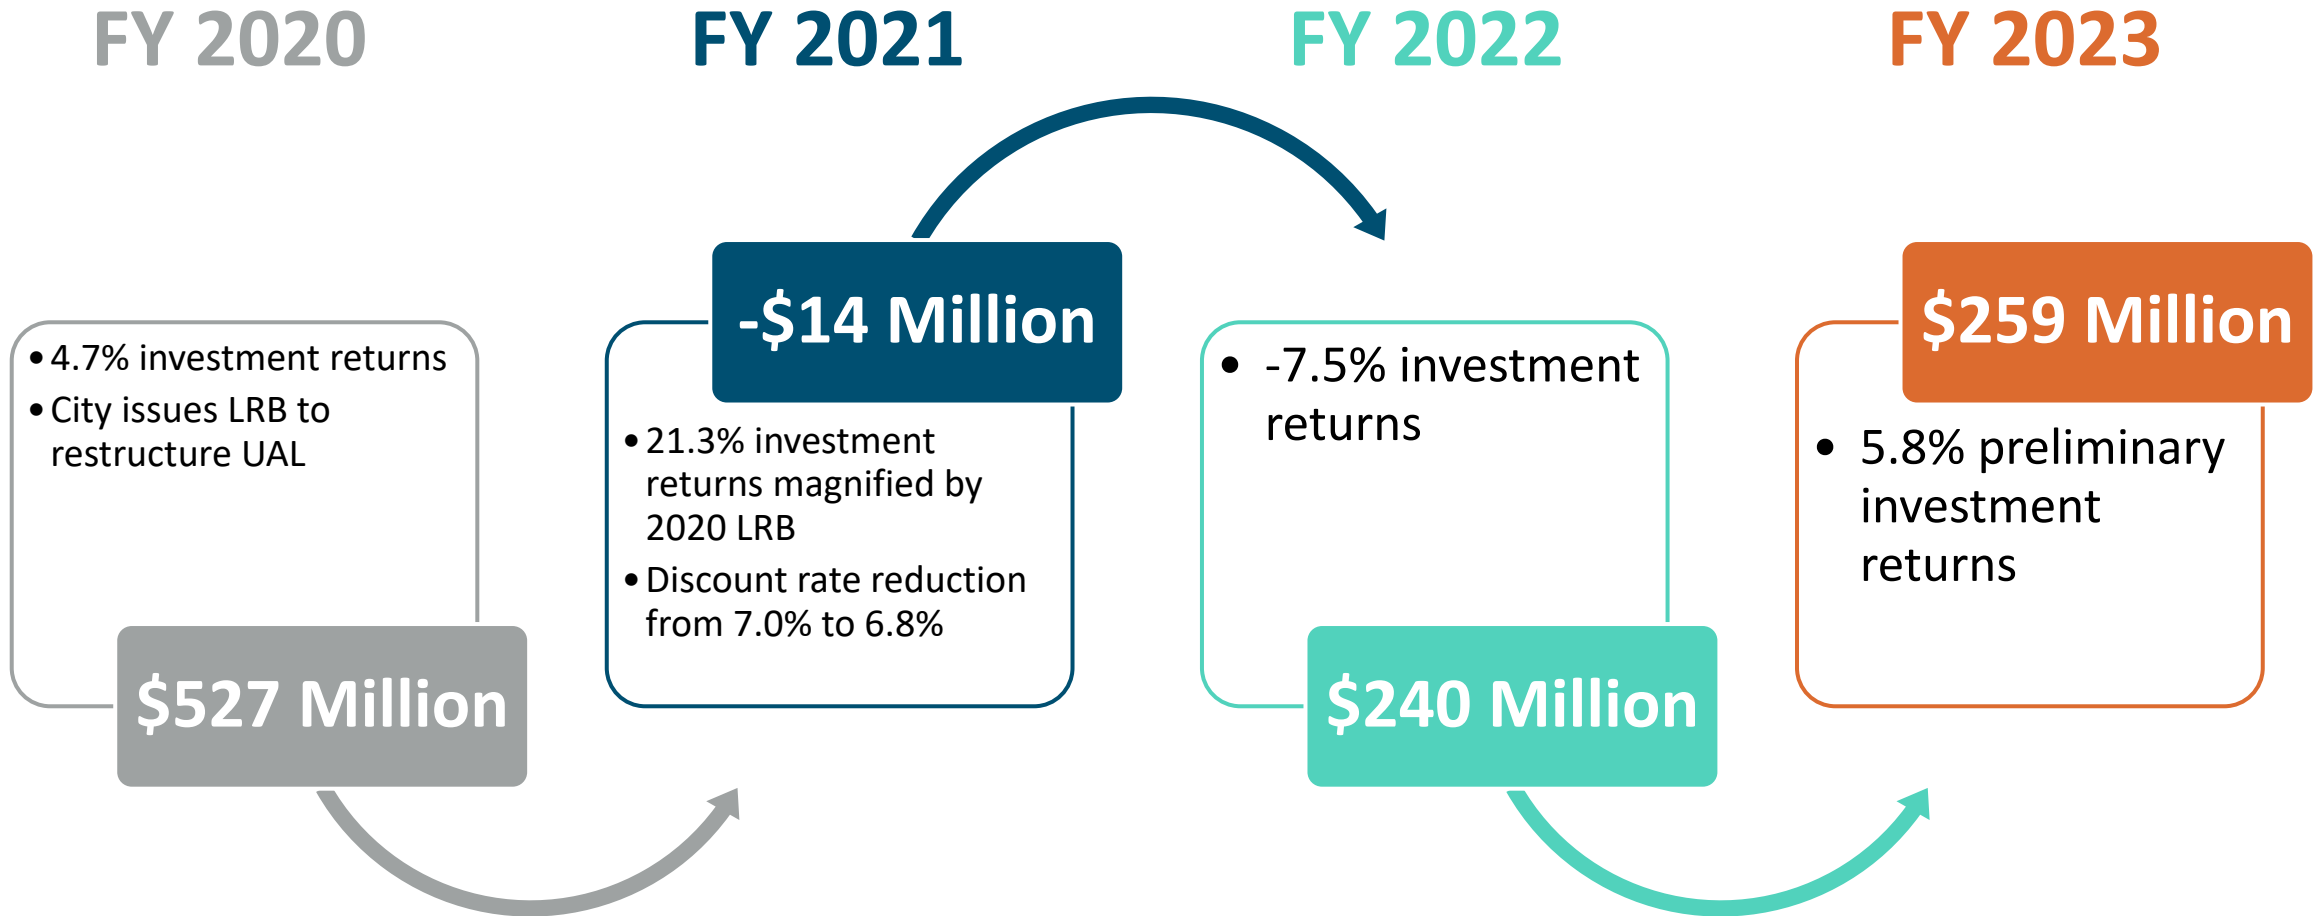 FY 2020
• 4.7% investment returns
• City issues LRB to
restructure UAL
$527 Million
FY 2021
-$14 Million
• 21.3% investment
returns magnified by
2020 LRB
• Discount rate reduction
from 7.0% to 6.8%
FY 2022
• -7.5% investment
returns
$240 Million
FY 2023
$259 Million
• 5.8% preliminary
investment
returns